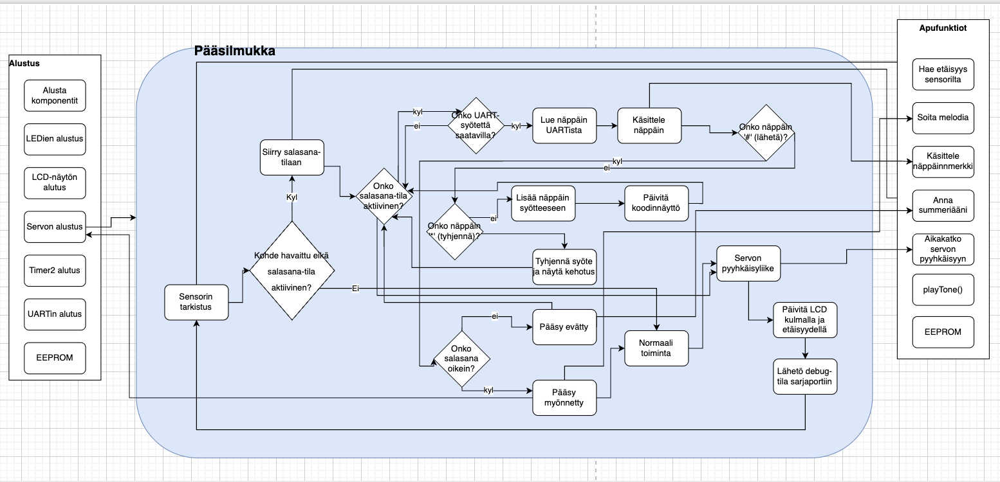 Pääsilmukka
Alustus
Alusta
komponentit
LEDien alustus
LCD-näytön
alutus
Servon alustus
Timer2 alutus
UARTin alutus
EEPROM
Sensorin
tarkistus
Kohde havaittu eikä
salasana-tila
aktiivinen?
Kyl
Ei
Siirry salasana-
tilaan
Onko
salasana-tila
aktiivinen?
kyl
ei
Onko UART-
syötettä
saatavilla?
kyl
Lue näppäin
UARTista
Käsittele
näppäin
Onko näppäin
'#' (lähetä)?
kyl
ei
Onko näppäin
'*' (tyhjennä)?
ei
Lisää näppäin
syötteeseen
Päivitä
koodinnäyttö
Tyhjennä syöte
ja näytä kehotus
Onko
salasana
oikein?
ei
kyl
Pääsy evätty
Pääsy
myönnetty
Normaali
toiminta
Servon
pyyhkäisyliike
Päivitä LCD
kulmalla ja
etäisyydellä
Lähetö debug-
tila sarjaportiin
Apufunktiot
Hae etäisyys
sensorilta
Soita melodia
Käsittele
näppäinnmerkki
Anna
summeriääni
Aikakatko
servon
pyyhkäisyyn
playTone()
EEPROM